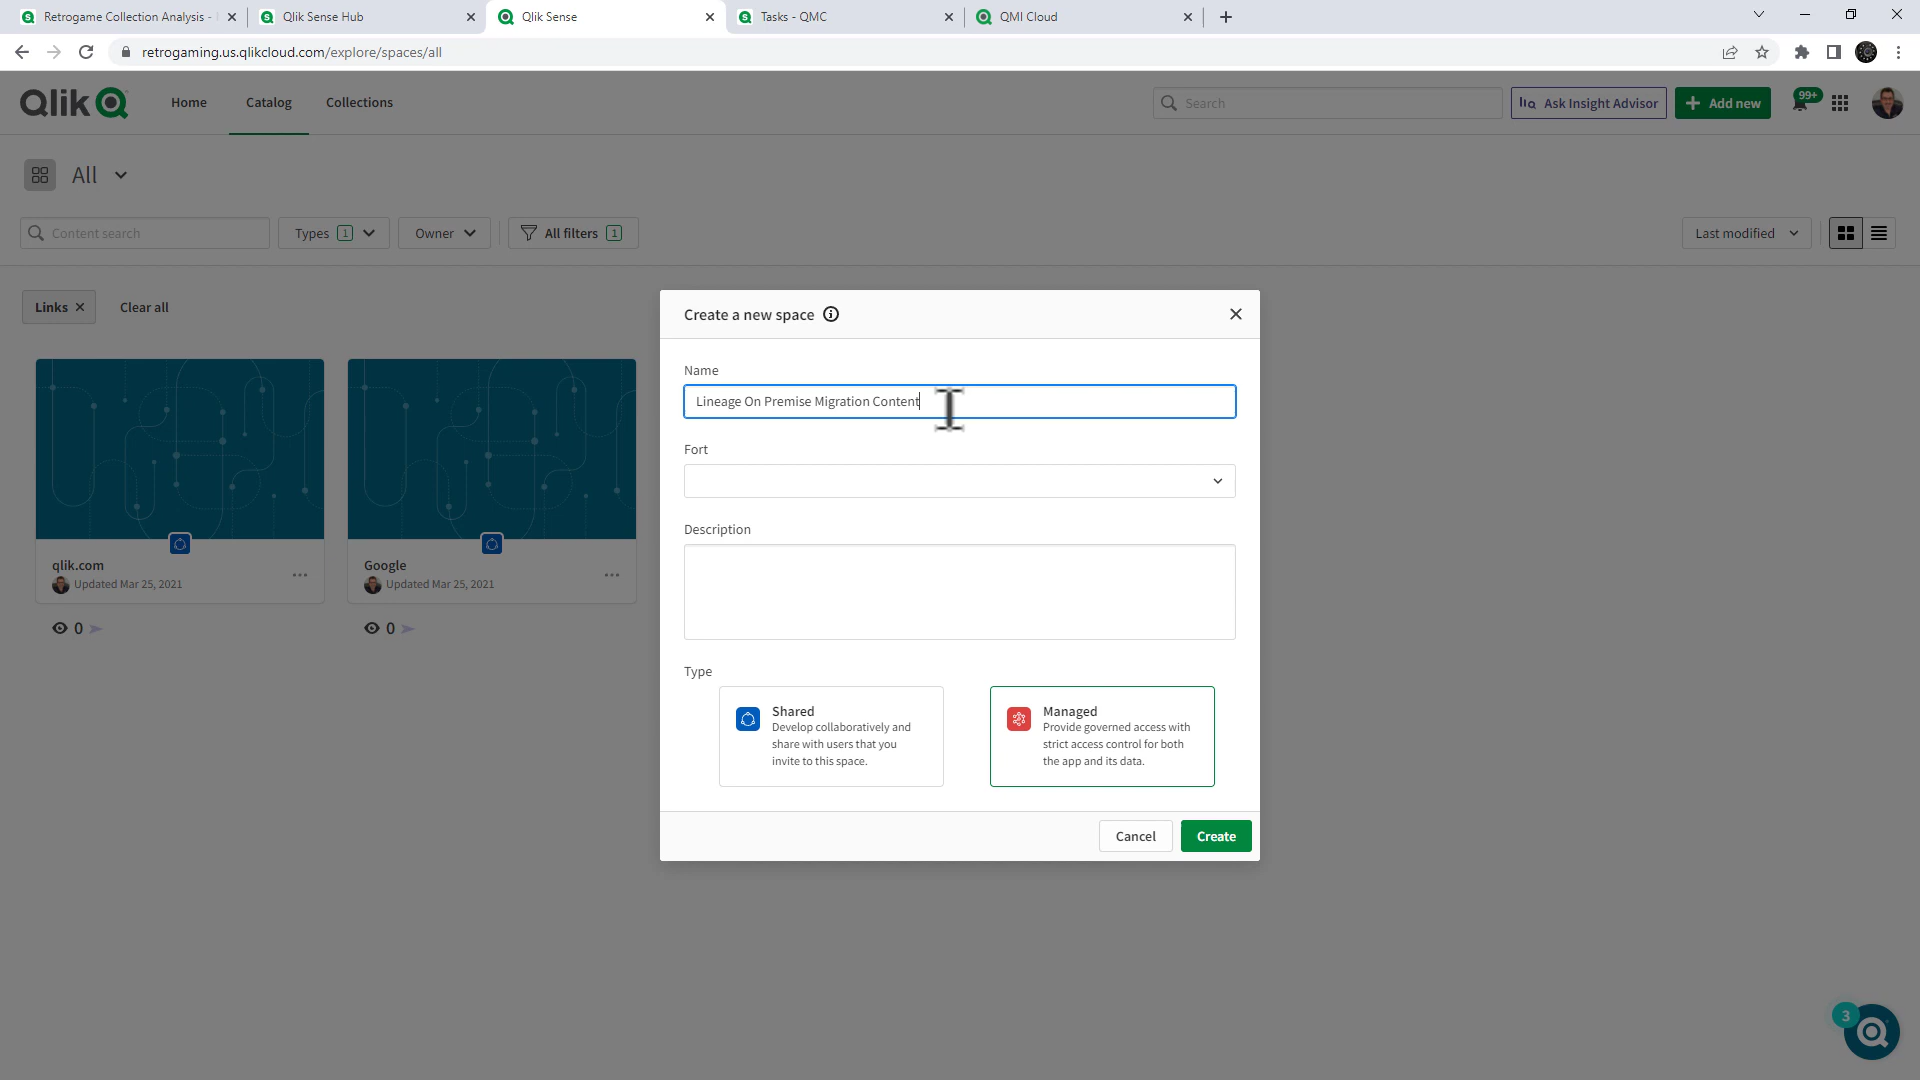 Retrogame Collection Analysis -
Qlik Sense Hub
Qlik Sense
Tasks - QMC
QMI Cloud
retrogaming.us.qlikcloud.com/explore/spaces/all
Qlik
Home
Catalog
Collections
Search
Ask Insight Advisor
Add new
99+
All
Content search
Types 1
Owner
All filters 1
Last modified
Links
Clear all
Create a new space
Name
Lineage On Premise Migration Content
Fort
Description
Type
Shared
Develop collaboratively and
share with users that you
invite to this space.
Managed
Provide governed access with
strict access control for both
the app and its data.
Cancel
Create
qlik.com
Updated Mar 25, 2021
0
Google
Updated Mar 25, 2021
0
3